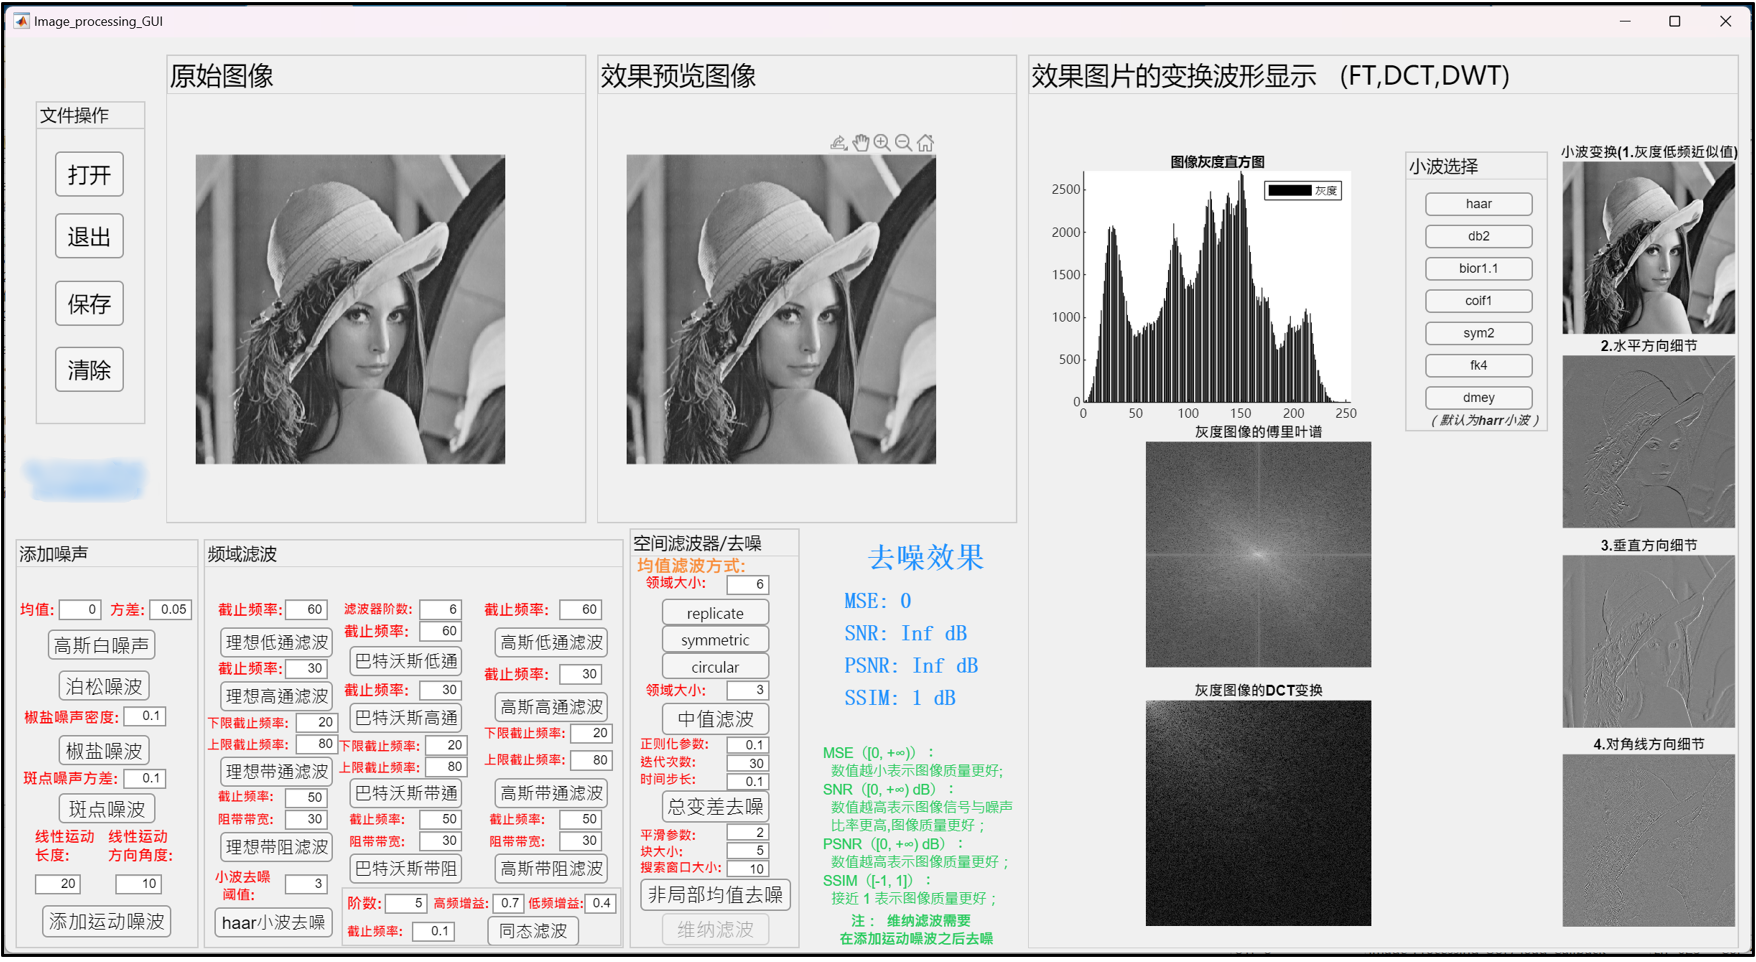 Image_processing_GUI
原始图像
效果预览图像
效果图片的变换波形显示 (FT,DCT,DWT)
文件操作
打开
退出
保存
清除
图像灰度直方图
灰度
2500
2000
1500
1000
500
0
0 50 100 150 200 250
灰度图像的傅里叶谱
灰度图像的DCT变换
小波选择
haar
db2
bior1.1
coif1
sym2
fk4
dmey
(默认为harr小波)
小波变换(1.灰度低频近似值)
2.水平方向细节
3.垂直方向细节
4.对角线方向细节
添加噪声
均值: 0 方差: 0.05
高斯白噪声
泊松噪波
椒盐噪声密度: 0.1
椒盐噪波
斑点噪声方差: 0.1
斑点噪波
线性运动长度:
线性运动方向角度:
20 10
添加运动噪波
频域滤波
截止频率: 60
理想低通滤波
截止频率: 30
理想高通滤波
下限截止频率: 20
上限截止频率: 80
理想带通滤波
截止频率: 50
阻带带宽: 30
理想带阻滤波
小波去噪阈值: 3
haar小波去噪
滤波器阶数: 6
截止频率: 60
巴特沃斯低通
截止频率: 30
巴特沃斯高通
下限截止频率: 20
上限截止频率: 80
巴特沃斯带通
截止频率: 50
阻带带宽: 30
巴特沃斯带阻
截止频率: 60
高斯低通滤波
截止频率: 30
高斯高通滤波
下限截止频率: 20
上限截止频率: 80
高斯带通滤波
截止频率: 50
阻带带宽: 30
高斯带阻滤波
阶数: 5 高频增益: 0.7 低频增益: 0.4
截止频率: 0.1 同态滤波
空间滤波器/去噪
均值滤波方式:
领域大小: 6
replicate
symmetric
circular
领域大小: 3
中值滤波
正则化参数: 0.1
迭代次数: 30
时间步长: 0.1
总变差去噪
平滑参数: 2
块大小: 5
搜索窗口大小: 10
非局部均值去噪
维纳滤波
去噪效果
MSE: 0
SNR: Inf dB
PSNR: Inf dB
SSIM: 1 dB
MSE（[0, +∞)）：
数值越小表示图像质量更好;
SNR（[0, +∞) dB）：
数值越高表示图像信号与噪声
比率更高,图像质量更好；
PSNR（[0, +∞) dB）：
数值越高表示图像质量更好；
SSIM（[-1, 1]）：
接近 1 表示图像质量更好；
注： 维纳滤波需要
在添加运动噪波之后去噪